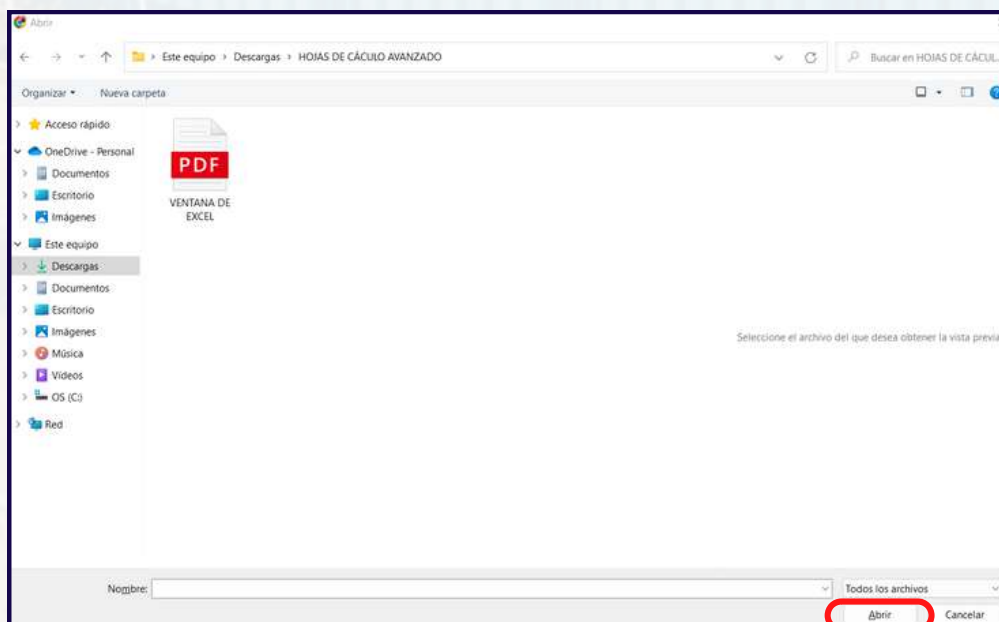 Abrir
Este equipo > Descargas > HOJAS DE CÁCULO AVANZADO
Buscar en HOJAS DE CÁCUL...
Organizar
Nueva carpeta
Acceso rápido
OneDrive - Personal
Documentos
Escritorio
Imágenes
Este equipo
Descargas
Documentos
Escritorio
Imágenes
Música
Vídeos
OS (C:)
Red
PDF
VENTANA DE
EXCEL
Seleccione el archivo del que desea obtener la vista previa
Nombre:
Todos los archivos
Abrir
Cancelar